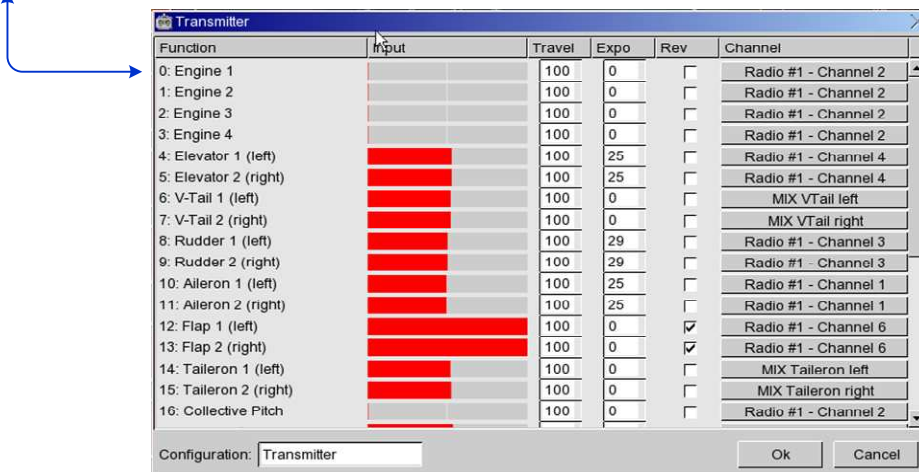 Transmitter
Function Input Travel Expo Rev Channel
0: Engine 1 100 0 Radio #1 - Channel 2
1: Engine 2 100 0 Radio #1 - Channel 2
2: Engine 3 100 0 Radio #1 - Channel 2
3: Engine 4 100 0 Radio #1 - Channel 2
4: Elevator 1 (left) 100 25 Radio #1 - Channel 4
5: Elevator 2 (right) 100 25 Radio #1 - Channel 4
6: V-Tail 1 (left) 100 0 MIX VTail left
7: V-Tail 2 (right) 100 0 MIX VTail right
8: Rudder 1 (left) 100 29 Radio #1 - Channel 3
9: Rudder 2 (right) 100 29 Radio #1 - Channel 3
10: Aileron 1 (left) 100 25 Radio #1 - Channel 1
11: Aileron 2 (right) 100 25 Radio #1 - Channel 1
12: Flap 1 (left) 100 0 Radio #1 - Channel 6
13: Flap 2 (right) 100 0 Radio #1 - Channel 6
14: Taileron 1 (left) 100 0 MIX Taileron left
15: Taileron 2 (right) 100 0 MIX Taileron right
16: Collective Pitch 100 0 Radio #1 - Channel 2
Configuration: Transmitter Ok Cancel